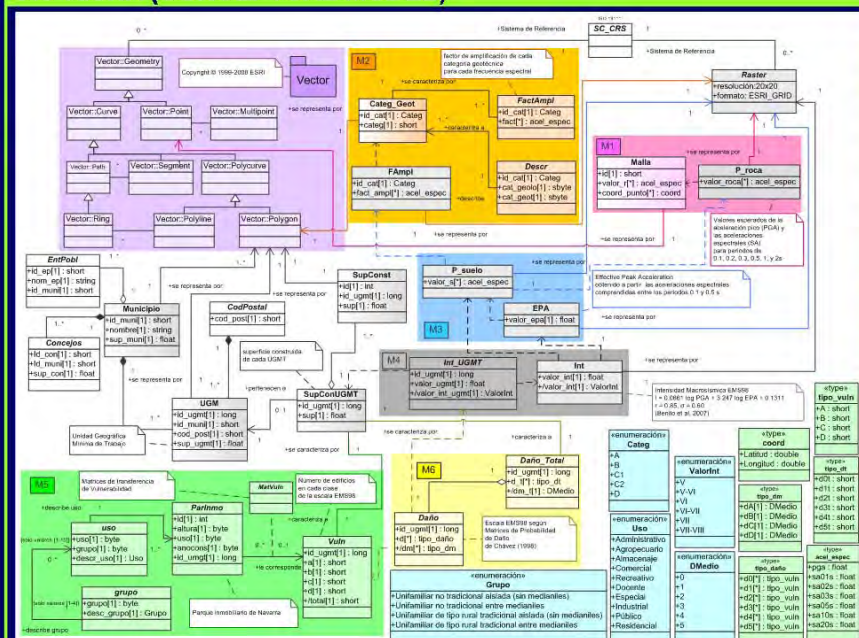 SC_CRS
+Sistema de Referencia
+Sistema de Referencia
0..*
0..*
Vector::Geometry
Copyright © 1999-2000 ESRI
Vector
+se representa por
Vector::Curve
Vector::Point
Vector::Multipoint
Vector::Path
Vector::Segment
Vector::Polycurve
Vector::Ring
Vector::Polyline
Vector::Polygon
M2
factor de amplificación de cada
categoría geotécnica
para cada frecuencia espectral
+se caracteriza por
Categ_Geot
+id_cat[1] : Categ
+categ[1] : short
FactAmpl
+id_cat[1] : Categ
+fact[*] : acel_espec
+caracteriza a
FAmpl
+id_cat[1] : Categ
+fact_ampl[*] : acel_espec
Descr
+id_cat[1] : Categ
+cat_geolo[1] : sbyte
+cat_geot[1] : sbyte
+describe
+se representa por
Raster
+resolución:20x20
+formato: ESRI_GRID
M1
+se representa por
Malla
+id[1] : short
+valor_r[*] : acel_espec
+coord_punto[*] : coord
P_roca
+valor_roca[*] : acel_espec
+se representa por
Valores esperados de la
aceleración pico (PGA) y
las aceleraciones
espectrales (SA)
para periodos de
0.1, 0.2, 0.3, 0.5, 1, y 2s
EntPobl
+id_ep[1] : short
+nom_ep[1] : string
+id_muni[1] : short
+se representa por
Municipio
+id_muni[1] : short
+nombre[1] : string
+sup_muni[1] : float
Concejos
+id_con[1] : short
+id_muni[1] : short
+sup_con[1] : float
+se representa por
CodPostal
+cod_post[1] : short
SupConst
+id[1] : int
+id_ugmt[1] : long
+sup[1] : float
P_suelo
+valor_s[*] : acel_espec
+se representa por
Effective Peak Acceleration
obtenido a partir las aceleraciones espectrales
comprendidas entre los periodos 0.1 y 0.5 s.
EPA
+valor_epa[1] : float
M3
superficie construida
de cada UGMT
M4
Int_UGMT
+id_ugmt[1] : long
+valor_ugmt[1] : float
+/valor_int_ugmt[1] : ValorInt
Int
+valor_int[1] : float
+/valor_int[1] : ValorInt
+se representa por
Intensidad Macrosísmica EMS98
UGM
+id_ugmt[1] : long
+id_muni[1] : short
+cod_post[1] : short
+sup_ugmt[1] : float
+pertenecen a
SupConUGMT
+id_ugmt[1] : long
+sup[1] : float
Unidad Geográfica
Mínima de Trabajo
+se caracteriza por
+se caracteriza por
+caracteriza a
M5
Matrices de transferencia
de Vulnerabilidad
Número de edificios
en cada clase
de la escala EMS98
+describe uso
MatVuln
ParInmo
+id[1] : int
+altura[1] : byte
+uso[1] : byte
+anocons[1] : byte
+id_umgt[1] : long
+caracteriza a
+le corresponde
uso
+uso[1] : byte
+grupo[1] : byte
+descr_uso[1] : Uso
Vuln
+id_ugmt[1] : long
+a[1] : short
+b[1] : short
+c[1] : short
+d[1] : short
+/total[1] : short
grupo
+grupo[1] : byte
+desc_grupo[1] : Grupo
+describe grupo
Parque Inmobiliario de Navarra
M6
Daño_Total
+id_ugmt[1] : long
+d_t[*] : tipo_dt
+/dm_t[1] : DMedio
Daño
+id_ugmt[1] : long
+d[*] : tipo_daño
+/dm[*] : tipo_dm
Escala EMS98 según
Matrices de Probabilidad
de Daño
de Chávez (1998)
«enumeración»
Grupo
+Unifamiliar no tradicional aislada (sin medianiles)
+Unifamiliar no tradicional entre medianiles
+Unifamiliar de tipo rural tradicional aislada (sin medianiles)
+Unifamiliar de tipo rural tradicional entre medianiles
«enumeración»
Categ
+A
+B
+C1
+C2
+D
«enumeración»
Uso
+Administrativo
+Agropecuario
+Almacenaje
+Comercial
+Recreativo
+Docente
+Especial
+Industrial
+Público
+Residencial
«enumeración»
ValorInt
+V
+V-VI
+VI
+VI-VII
+VII
+VII-VIII
«enumeración»
DMedio
+0
+1
+2
+3
+4
+5
«type»
coord
+Latitud : double
+Longitud : double
«type»
tipo_dm
+dA[1] : DMedio
+dB[1] : DMedio
+dC[1] : DMedio
+dD[1] : DMedio
«type»
tipo_daño
+d0[*] : tipo_vuln
+d1[*] : tipo_vuln
+d2[*] : tipo_vuln
+d3[*] : tipo_vuln
+d4[*] : tipo_vuln
+d5[*] : tipo_vuln
«type»
tipo_vuln
+A : short
+B : short
+C : short
+D : short
«type»
tipo_dt
+d0t : short
+d1t : short
+d2t : short
+d3t : short
+d4t : short
+d5t : short
«type»
acel_espec
+pga : float
+sa01s : float
+sa02s : float
+sa03s : float
+sa05s : float
+sa10s : float
+sa20s : float